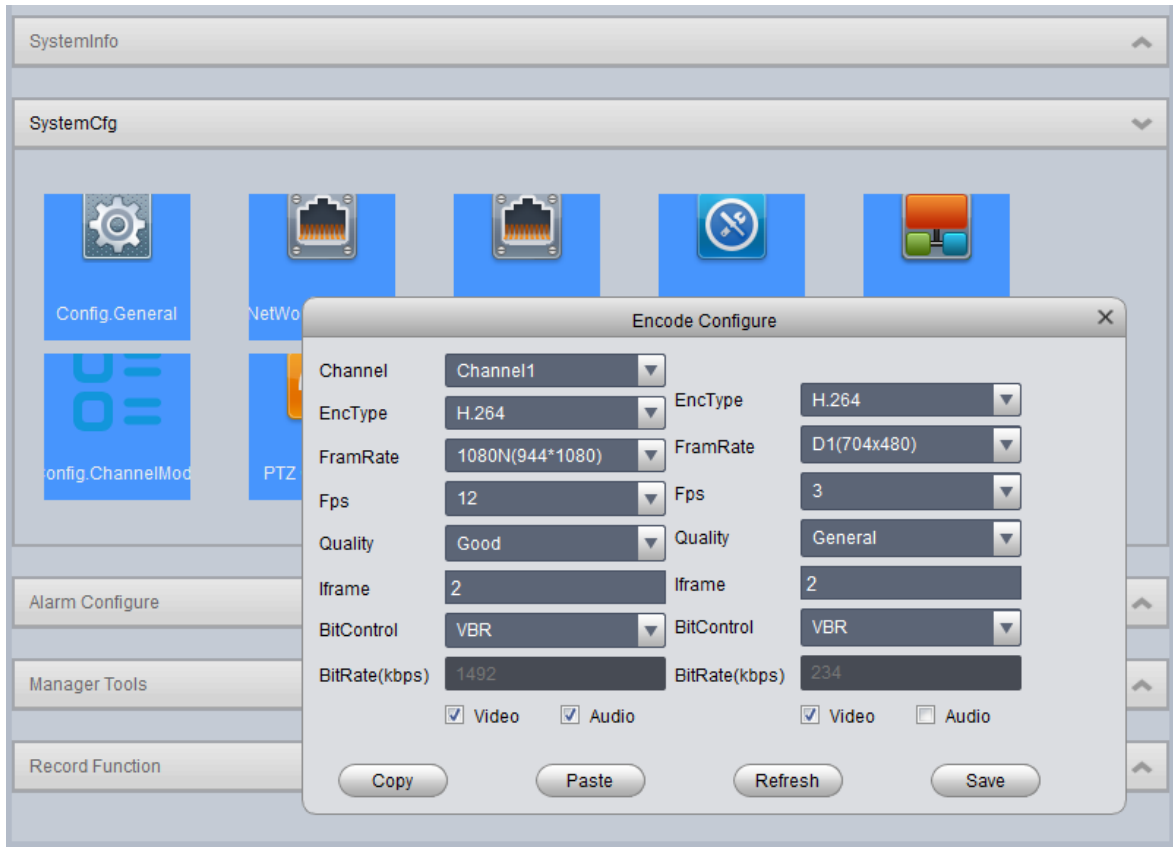 SystemInfo
SystemCfg
Config.General
NetWo
onfig.ChannelMod
PTZ
Encode Configure
Channel
Channel1
EncType
H.264
FramRate
1080N(944*1080)
Fps
12
Quality
Good
Iframe
2
BitControl
VBR
BitRate(kbps)
1492
Video
Audio
EncType
H.264
FramRate
D1(704x480)
Fps
3
Quality
General
Iframe
2
BitControl
VBR
BitRate(kbps)
234
Video
Audio
Copy
Paste
Refresh
Save
Alarm Configure
Manager Tools
Record Function